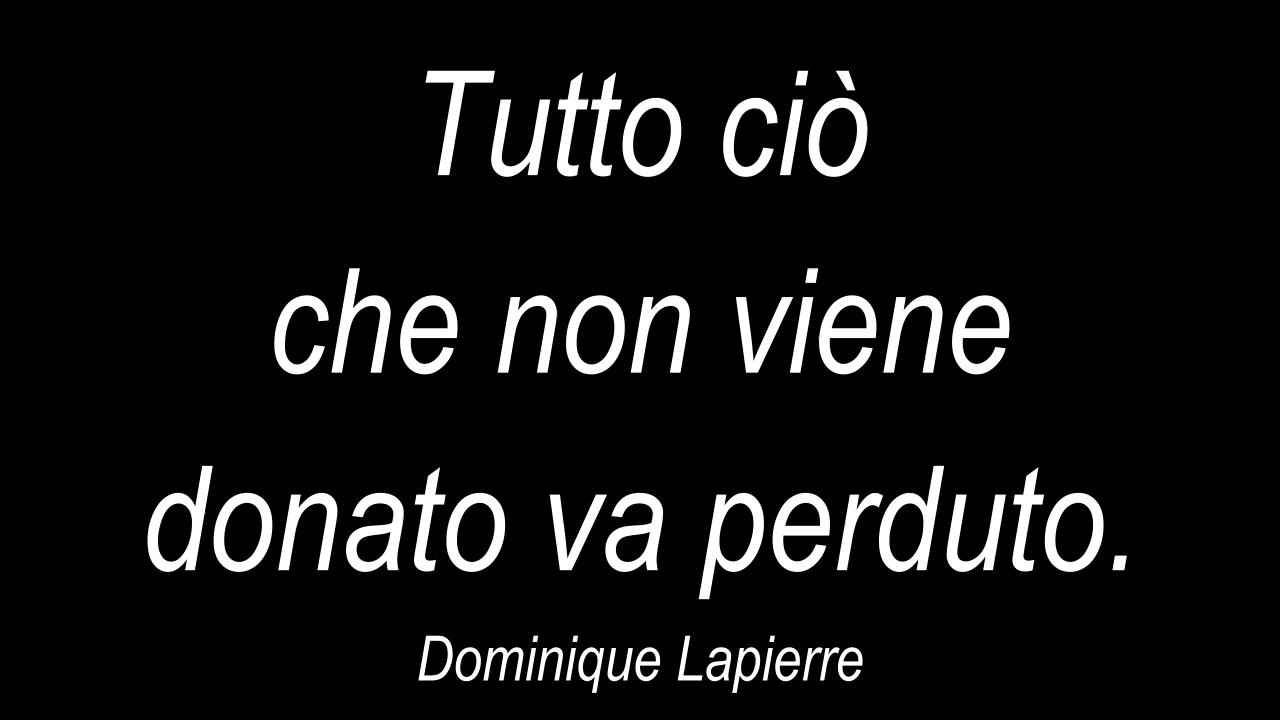 Tutto ciò
che non viene
donato va perduto.
Dominique Lapierre